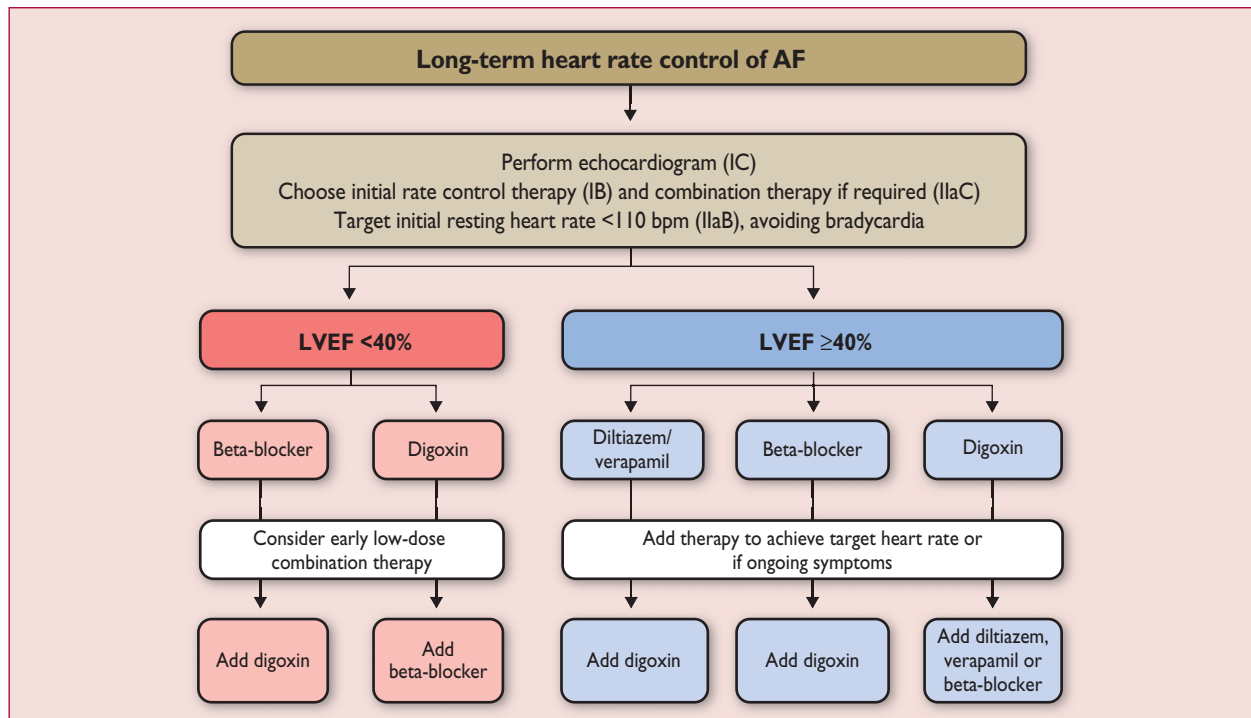 Long-term heart rate control of AF
Perform echocardiogram (IC)
Choose initial rate control therapy (IB) and combination therapy if required (IIaC)
Target initial resting heart rate <110 bpm (IIaB), avoiding bradycardia
LVEF <40%
LVEF ≥40%
Beta-blocker
Digoxin
Diltiazem/
verapamil
Beta-blocker
Digoxin
Consider early low-dose
combination therapy
Add therapy to achieve target heart rate or
if ongoing symptoms
Add digoxin
Add
beta-blocker
Add digoxin
Add digoxin
Add diltiazem,
verapamil or
beta-blocker